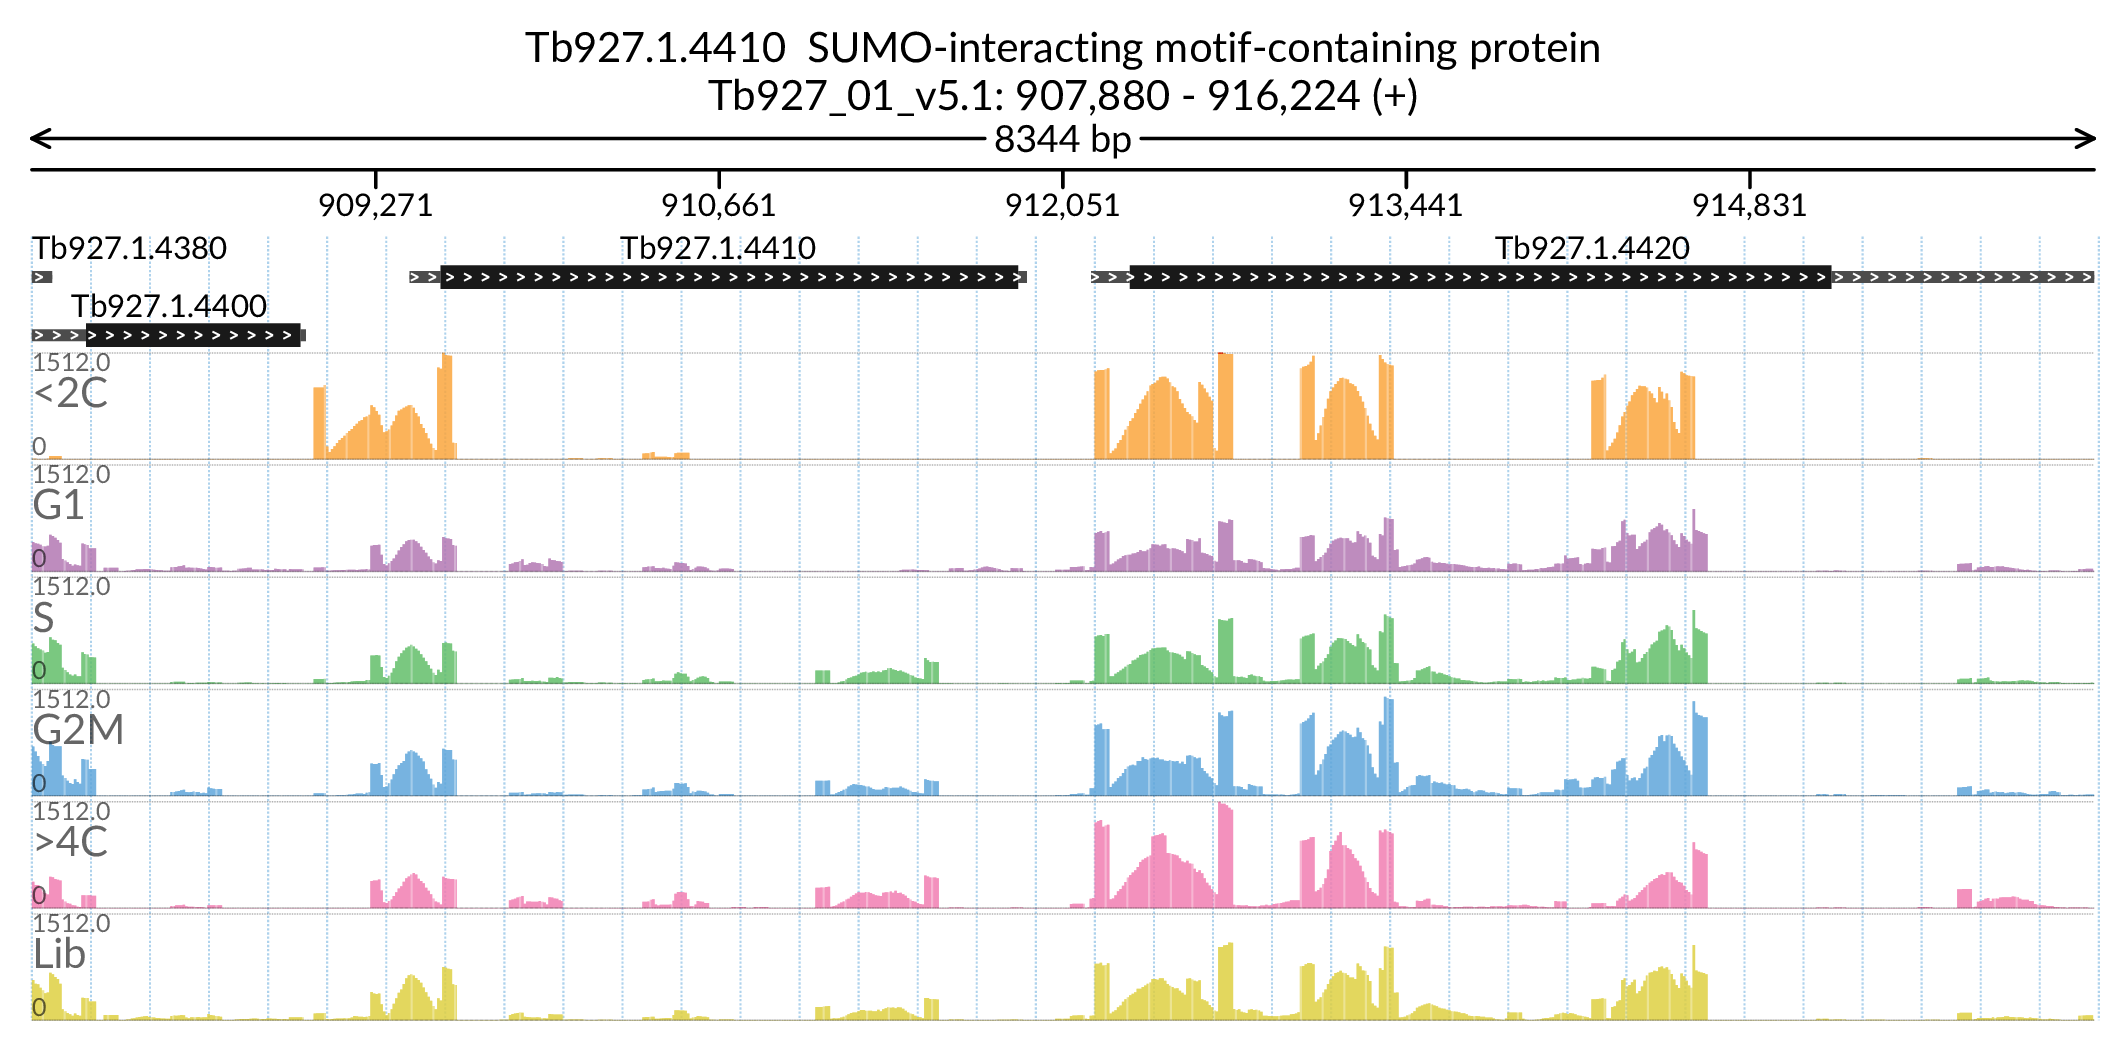 Tb927.1.4410  SUMO-interacting motif-containing protein
Tb927_01_v5.1: 907,880 - 916,224 (+)
8344 bp
909,271 910,661 912,051 913,441 914,831
Tb927.1.4380 Tb927.1.4410 Tb927.1.4420
Tb927.1.4400
1512.0
<2C
0
1512.0
G1
0
1512.0
S
0
1512.0
G2M
0
1512.0
>4C
0
1512.0
Lib
0